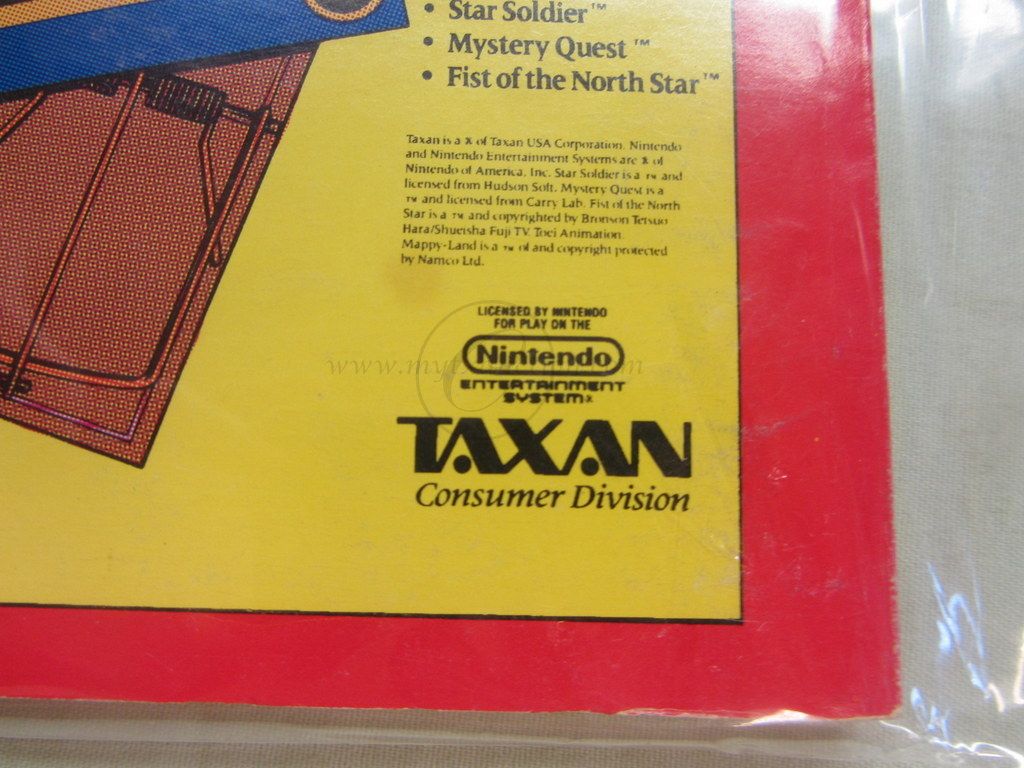 • Star Soldier™
• Mystery Quest™
• Fist of the North Star™
Taxan is a ® of Taxan USA Corporation. Nintendo
and Nintendo Entertainment Systems are ® of
Nintendo of America, Inc. Star Soldier is a ™ and
licensed from Hudson Soft. Mystery Quest is a
™ and licensed from Carry Lab. Fist of the North
Star is a ™ and copyrighted by Bronson Tetsuo
Hara/Shueisha Fuji TV. Toei Animation.
Mappy-Land is a ™ of and copyright protected
by Namco Ltd.
LICENSED BY NINTENDO
FOR PLAY ON THE
Nintendo
ENTERTAINMENT
SYSTEM®
TAXAN
Consumer Division